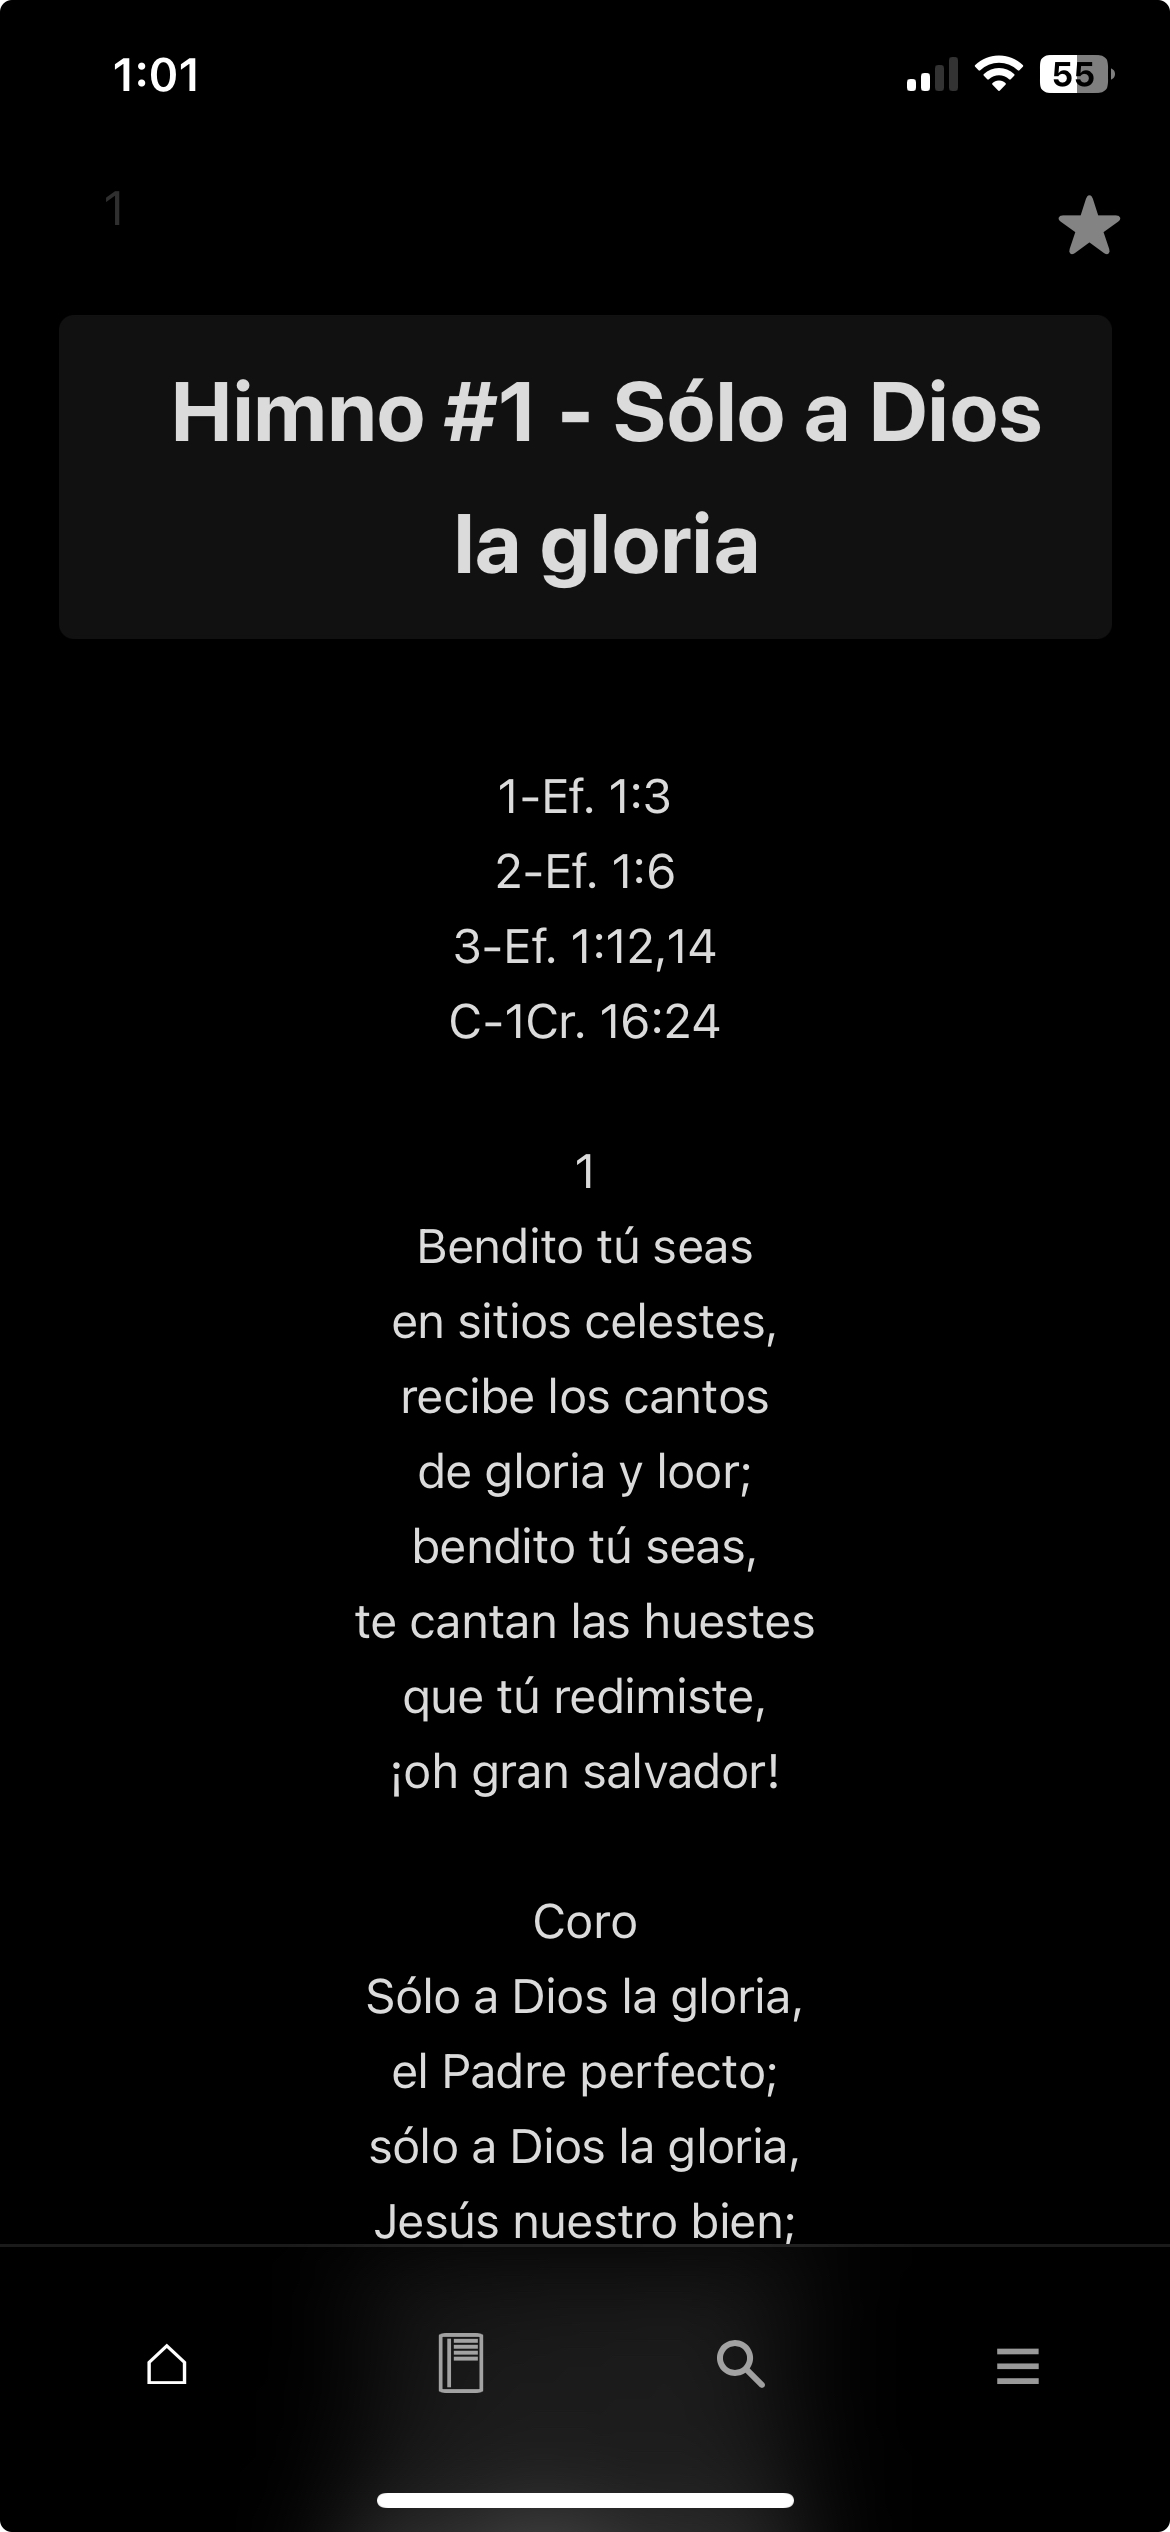 1:01
55
1
Himno #1 - Sólo a Dios
la gloria
1-Ef. 1:3
2-Ef. 1:6
3-Ef. 1:12,14
C-1Cr. 16:24
1
Bendito tú seas
en sitios celestes,
recibe los cantos
de gloria y loor;
bendito tú seas,
te cantan las huestes
que tú redimiste,
¡oh gran salvador!
Coro
Sólo a Dios la gloria,
el Padre perfecto;
sólo a Dios la gloria,
Jesús nuestro bien;